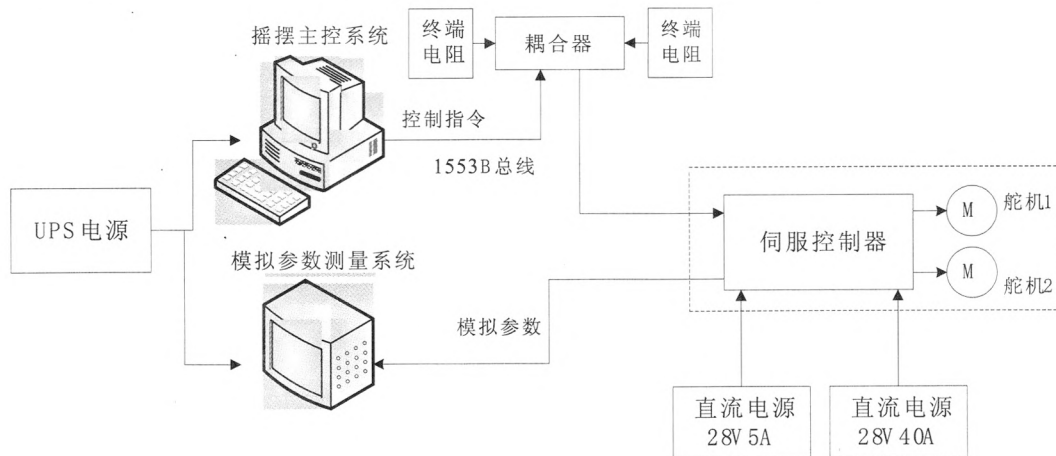 摇摆主控系统
终端
电阻
耦合器
终端
电阻
控制指令
1553B总线
UPS电源
伺服控制器
M
舵机1
M
舵机2
模拟参数测量系统
模拟参数
直流电源
28V 5A
直流电源
28V 40A